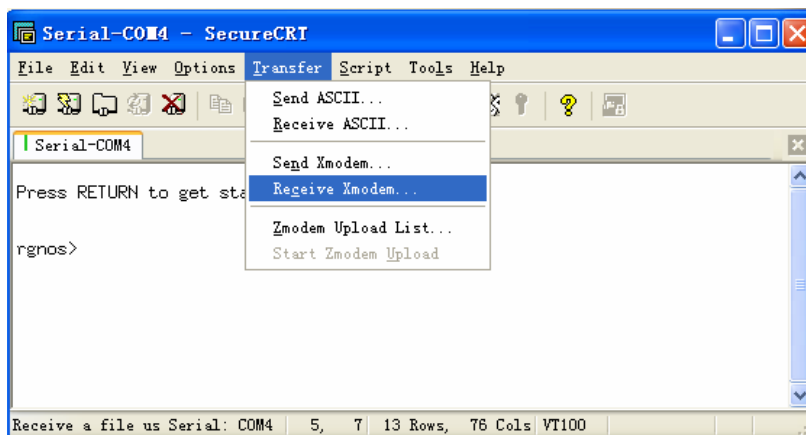 Serial-COM4 - SecureCRT
File Edit View Options Transfer Script Tools Help
Send ASCII...
Receive ASCII...
Serial-COM4
Send Xmodem...
Receive Xmodem...
Press RETURN to get sta
Zmodem Upload List...
rgnos>
Start Zmodem Upload
Receive a file us Serial: COM4 5, 7 13 Rows, 76 Cols VT100